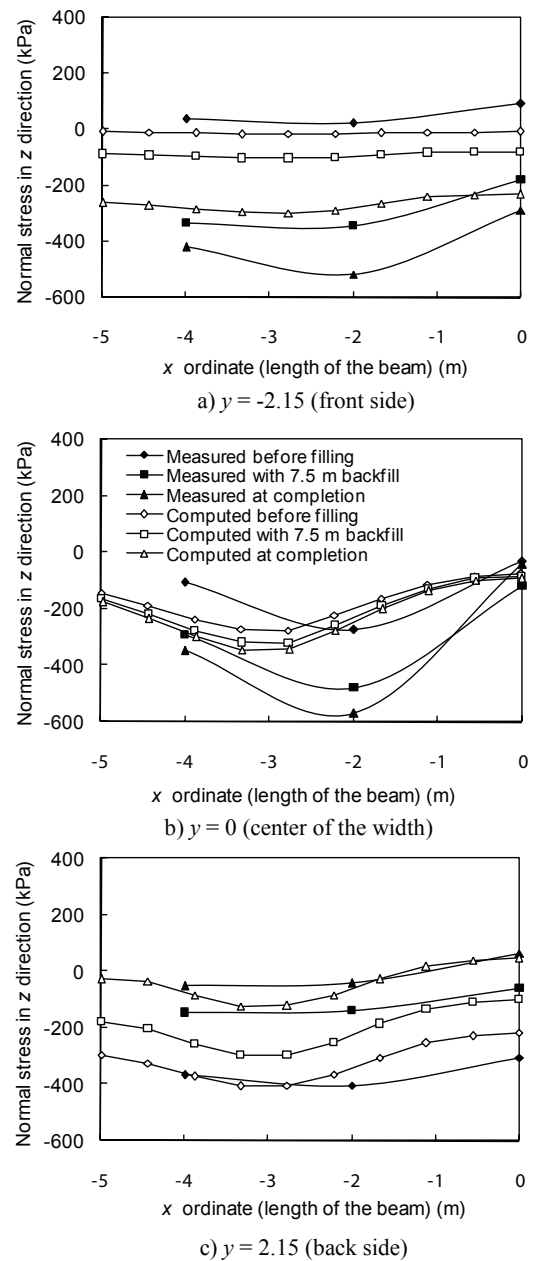 Normal stress in z direction (kPa)
400
200
0
-200
-400
-600
-5 -4 -3 -2 -1 0
x ordinate (length of the beam) (m)
a) y = -2.15 (front side)
Normal stress in z direction (kPa)
400
200
0
-200
-400
-600
Measured before filling
Measured with 7.5 m backfill
Measured at completion
Computed before filling
Computed with 7.5 m backfill
Computed at completion
-5 -4 -3 -2 -1 0
x ordinate (length of the beam) (m)
b) y = 0 (center of the width)
Normal stress in z direction (kPa)
400
200
0
-200
-400
-600
-5 -4 -3 -2 -1 0
x ordinate (length of the beam) (m)
c) y = 2.15 (back side)